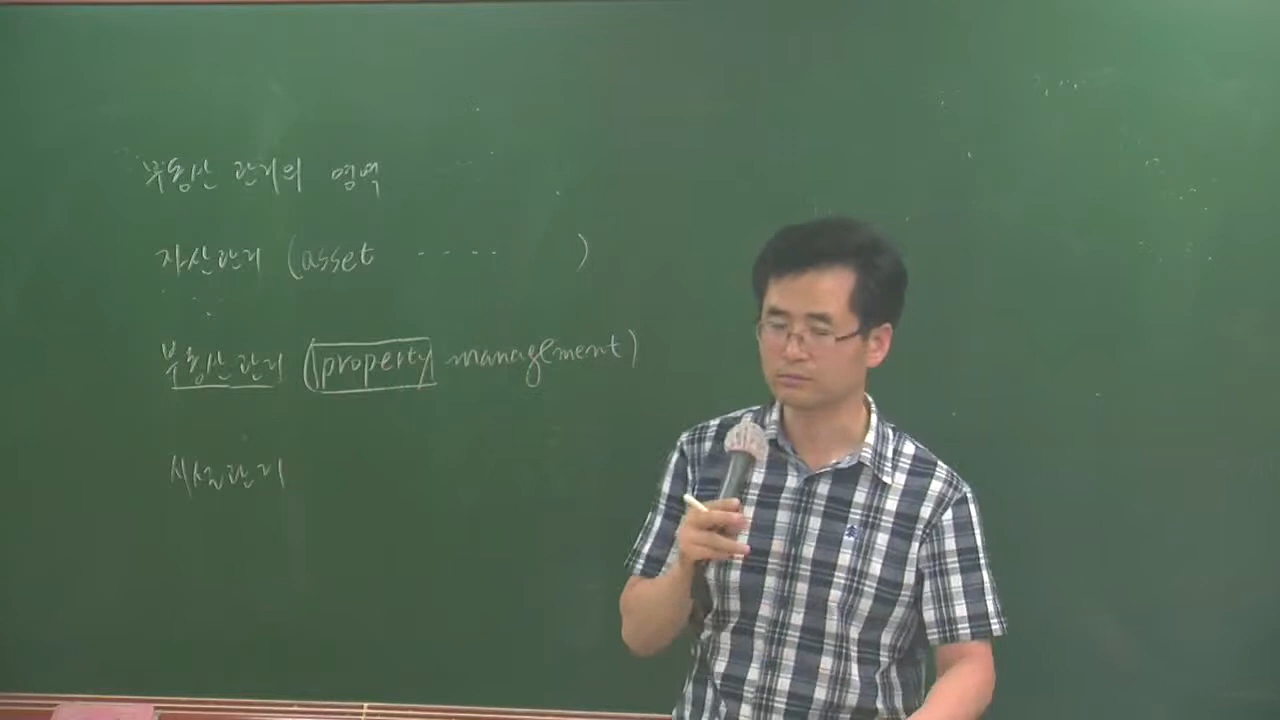 부동산 관리의 영역
자산관리 (asset ····· )
부동산관리 (property management)
시설관리